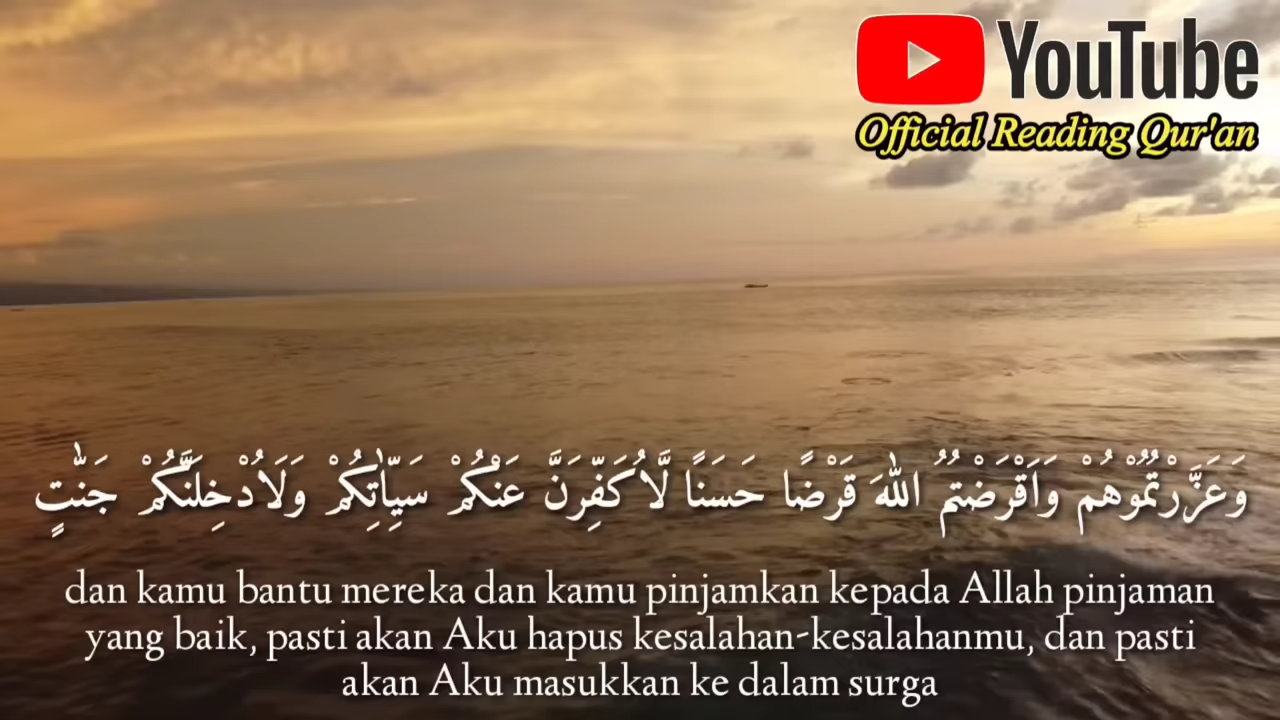 YouTube
Official Reading Qur'an
وَعَزَّرْتُمُوْهُمْ وَاَقْرَضْتُمُ اللّٰهَ قَرْضًا حَسَنًا لَّاُكَفِّرَنَّ عَنْكُمْ سَيِّاٰتِكُمْ وَلَاُدْخِلَنَّكُمْ جَنّٰتٍ
dan kamu bantu mereka dan kamu pinjamkan kepada Allah pinjaman
yang baik, pasti akan Aku hapus kesalahan-kesalahanmu, dan pasti
akan Aku masukkan ke dalam surga